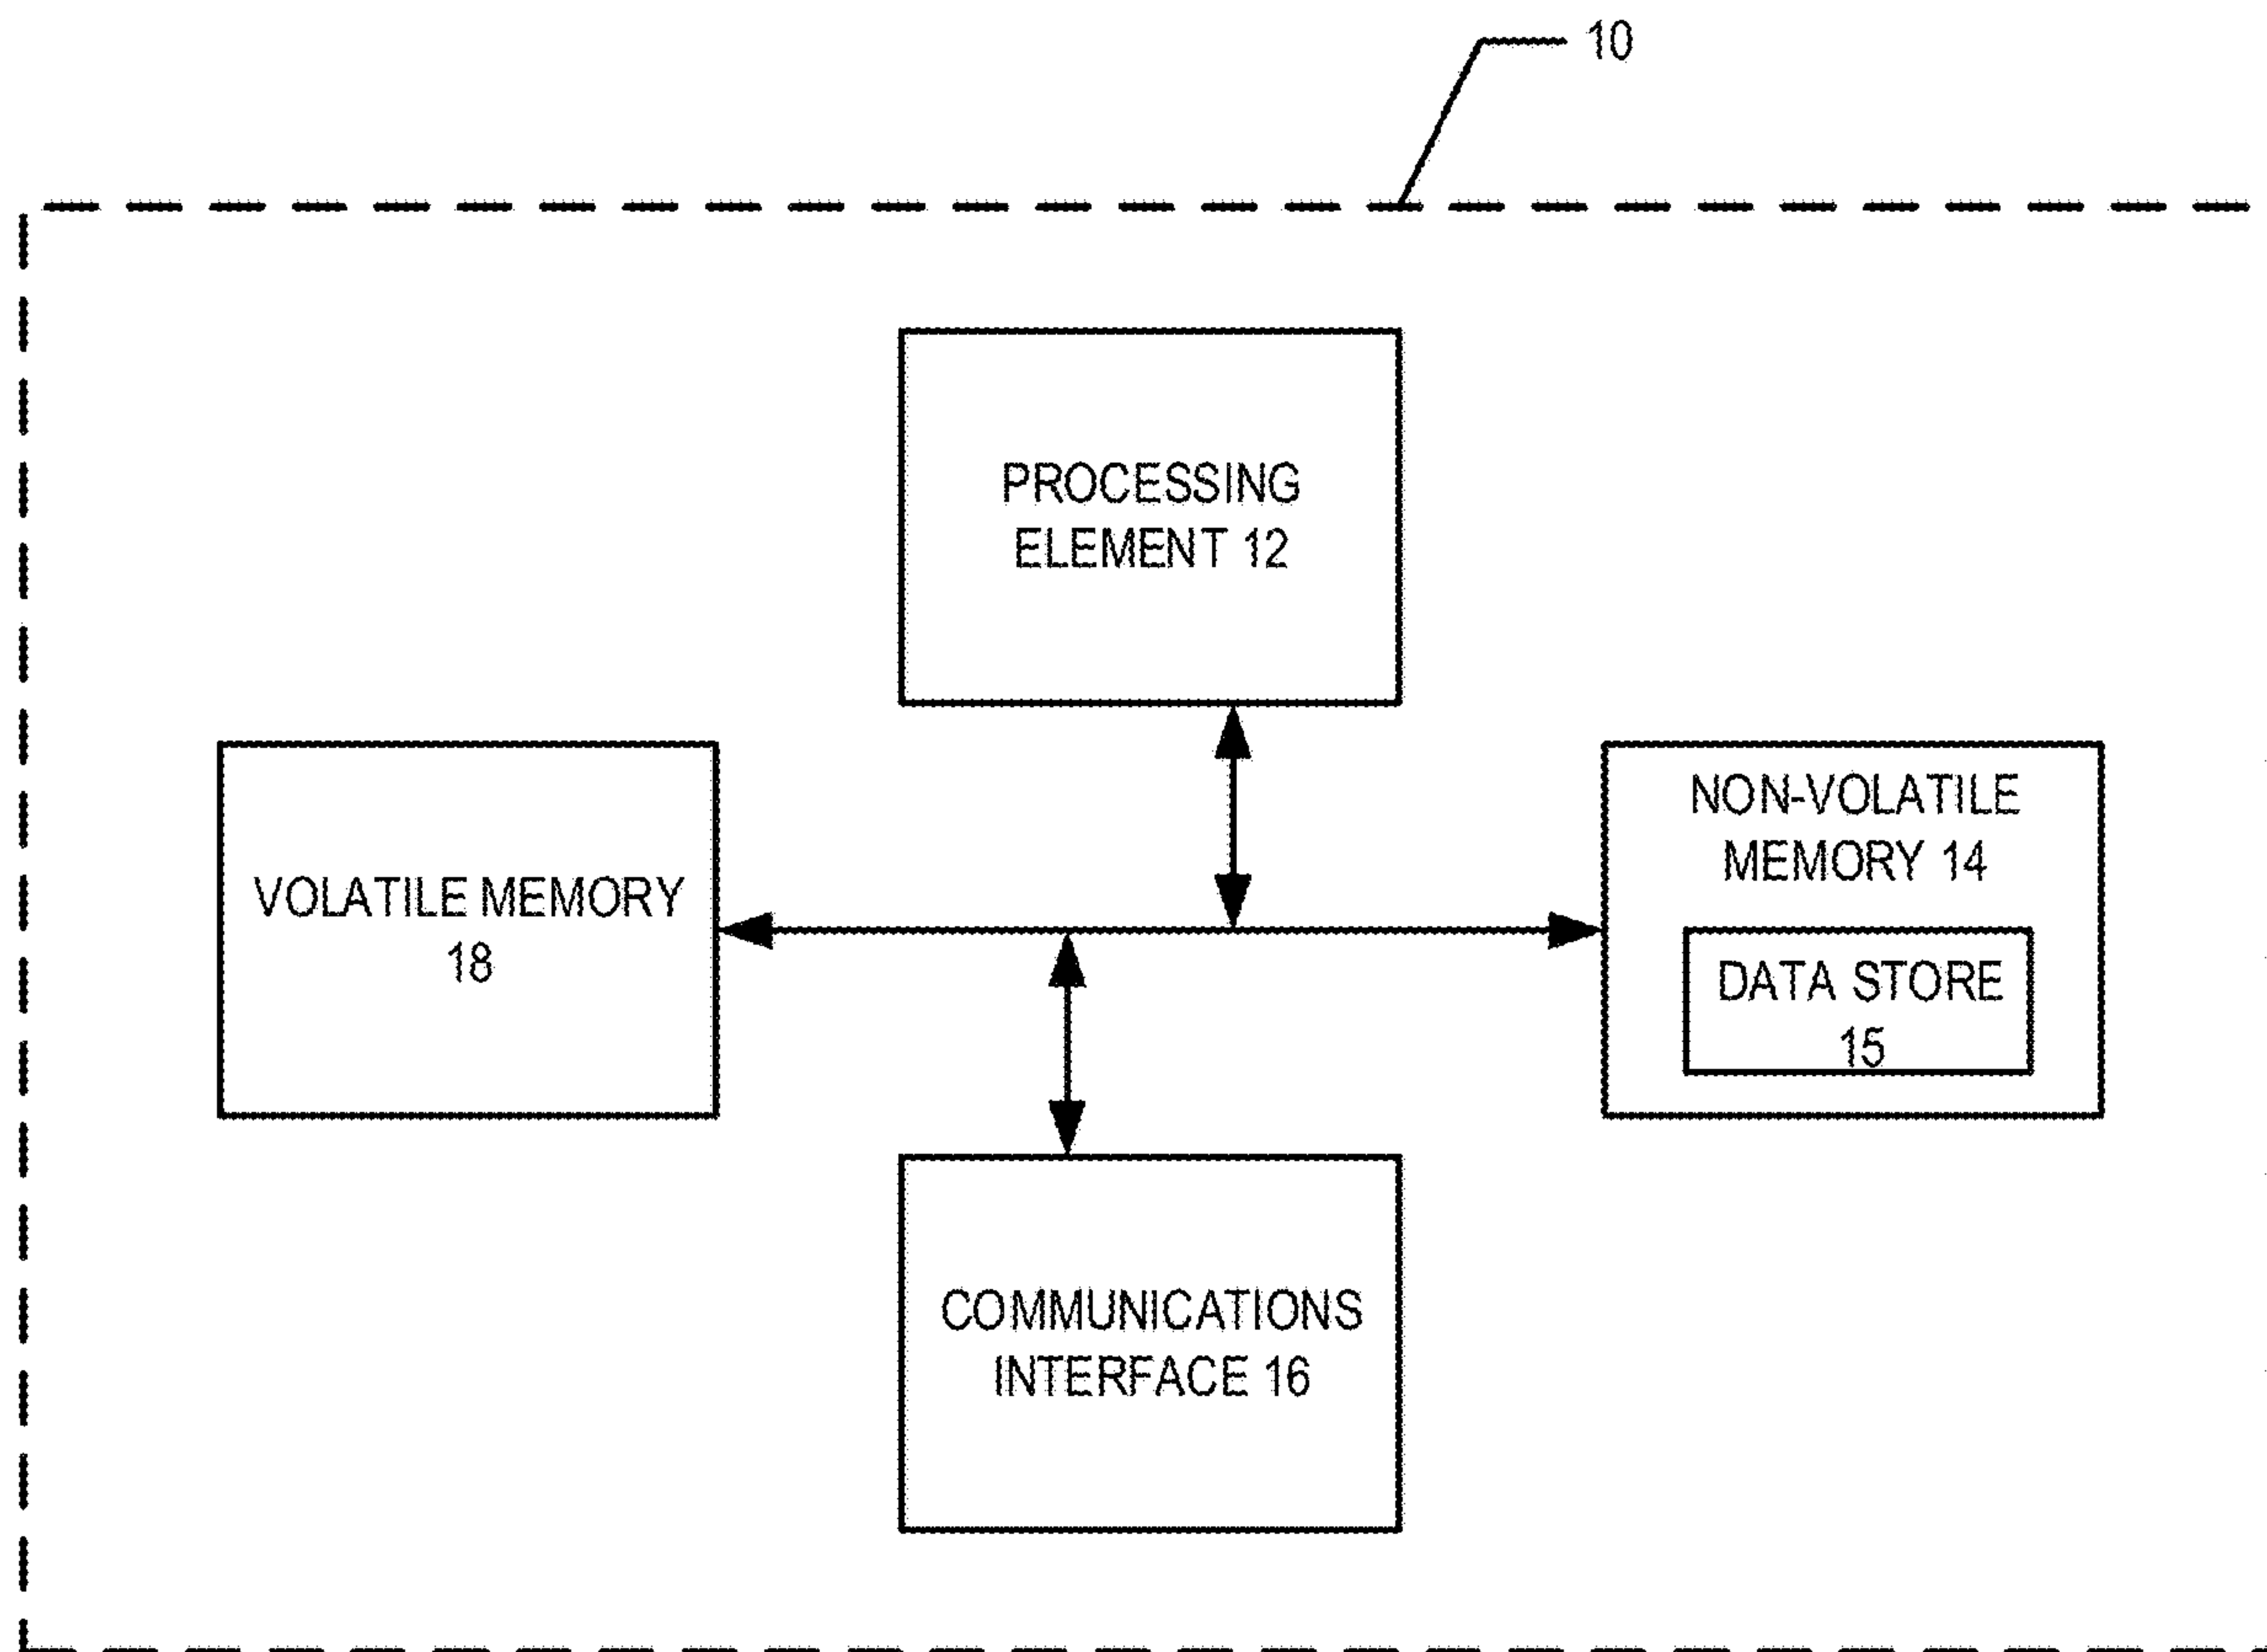 10
PROCESSING
ELEMENT 12
VOLATILE MEMORY
18
NON-VOLATILE
MEMORY 14
DATA STORE
15
COMMUNICATIONS
INTERFACE 16